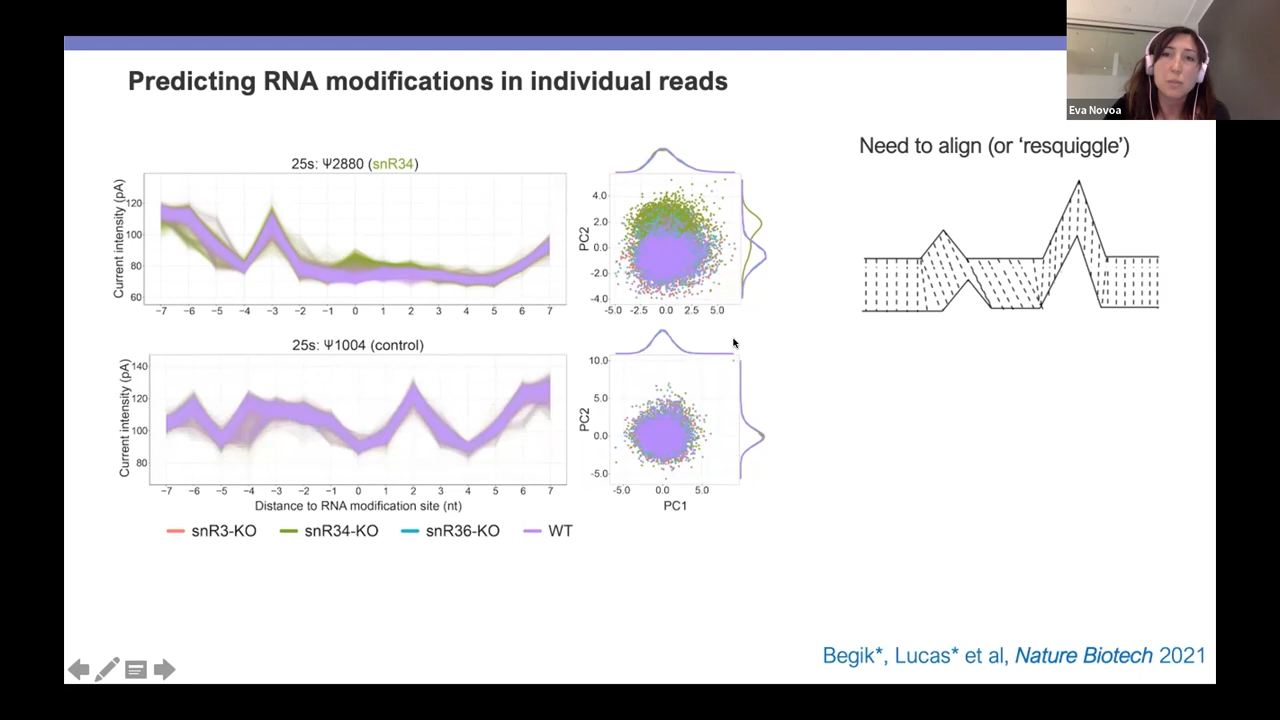 Predicting RNA modifications in individual reads
Eva Novoa
Need to align (or ‘resquiggle’)
25s: Ψ2880 (snR34)
Current intensity (pA)
120
100
80
60
−7 −6 −5 −4 −3 −2 −1 0 1 2 3 4 5 6 7
PC2
4.0
2.0
0.0
-2.0
-4.0
-5.0 -2.5 0.0 2.5 5.0
25s: Ψ1004 (control)
Current intensity (pA)
140
120
100
80
−7 −6 −5 −4 −3 −2 −1 0 1 2 3 4 5 6 7
Distance to RNA modification site (nt)
PC2
10.0
5.0
0.0
-5.0
-5.0 0.0 5.0
PC1
snR3-KO snR34-KO snR36-KO WT
Begik*, Lucas* et al, Nature Biotech 2021